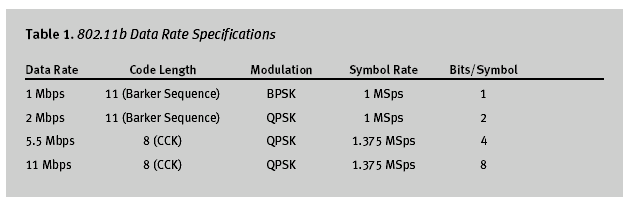 Table 1. 802.11b Data Rate Specifications
Data Rate Code Length Modulation Symbol Rate Bits/Symbol
1 Mbps 11 (Barker Sequence) BPSK 1 MSps 1
2 Mbps 11 (Barker Sequence) QPSK 1 MSps 2
5.5 Mbps 8 (CCK) QPSK 1.375 MSps 4
11 Mbps 8 (CCK) QPSK 1.375 MSps 8